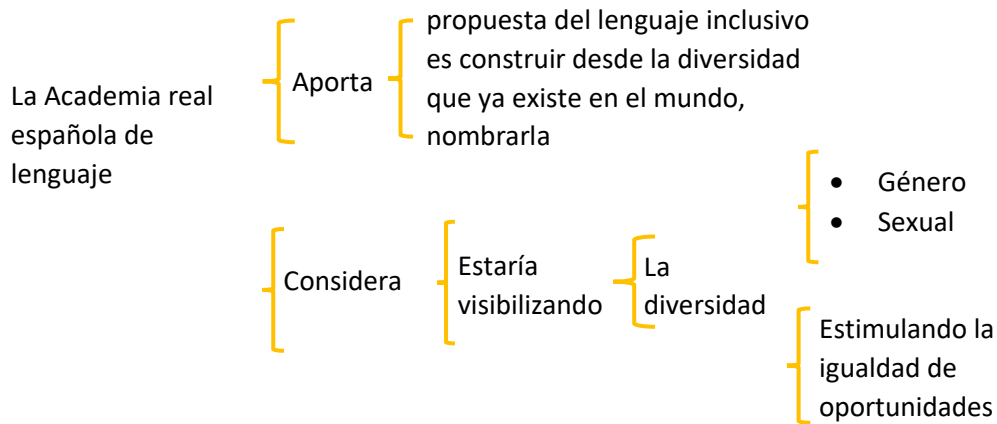 La Academia real
española de
lenguaje
Aporta
propuesta del lenguaje inclusivo
es construir desde la diversidad
que ya existe en el mundo,
nombrarla
Considera
Estaría
visibilizando
La
diversidad
• Género
• Sexual
Estimulando la
igualdad de
oportunidades